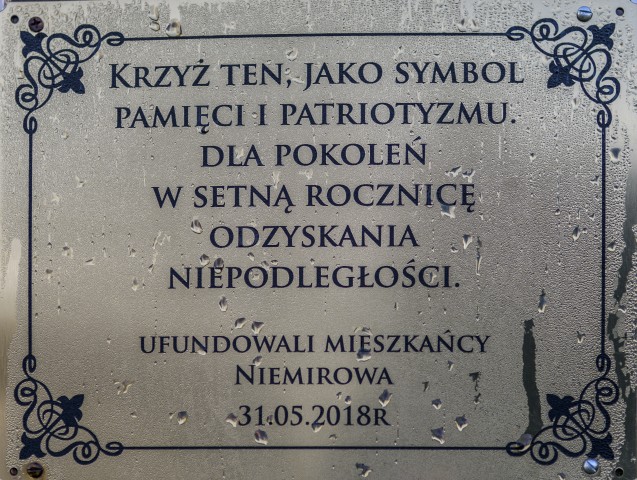 Krzyż ten, jako symbol
pamięci i patriotyzmu.
dla pokoleń
w setną rocznicę
odzyskania
niepodległości.
ufundowali mieszkańcy
Niemirowa
31.05.2018r